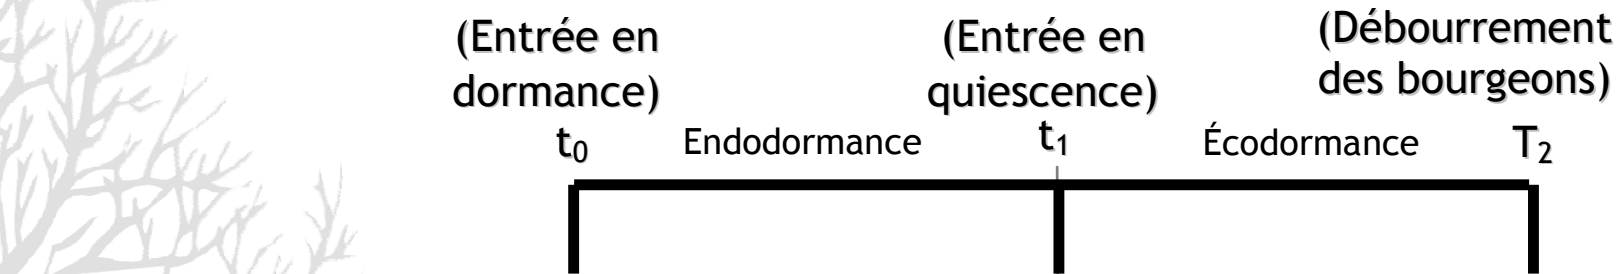 (Entrée en
dormance)
t₀
Endodormance
(Entrée en
quiescence)
t₁
Écodormance
(Débourrement
des bourgeons)
T₂